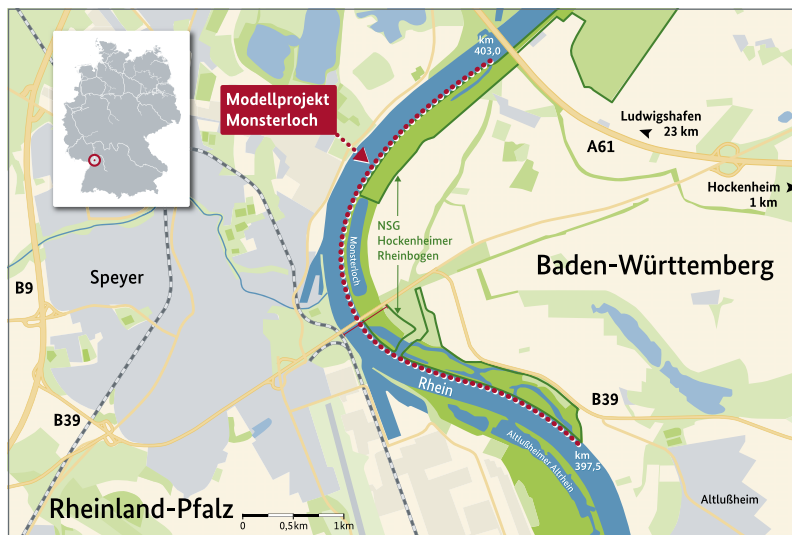 km
403,0
Modellprojekt
Monsterloch
Ludwigshafen
23 km
A61
Hockenheim
1 km
NSG
Hockenheimer
Rheinbogen
Monsterloch
Speyer
Baden-Württemberg
B9
Rhein
B39
B39
Altlußheimer Altrhein
km
397,5
Altlußheim
Rheinland-Pfalz
0 0,5km 1km